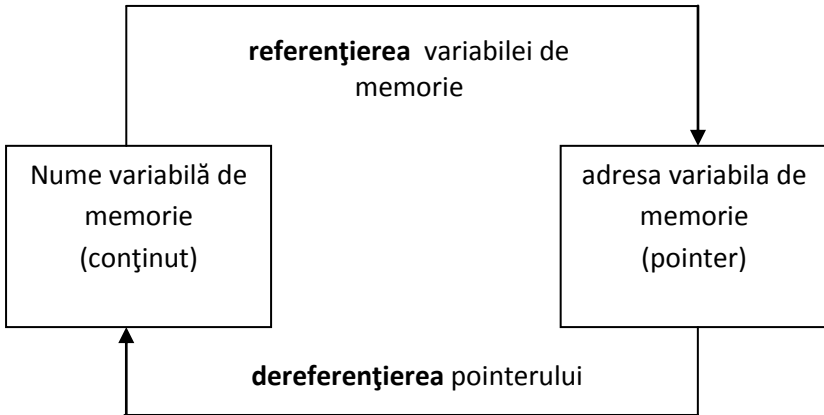 referenţierea variabilei de
memorie
Nume variabilă de
memorie
(conţinut)
adresa variabila de
memorie
(pointer)
dereferenţierea pointerului